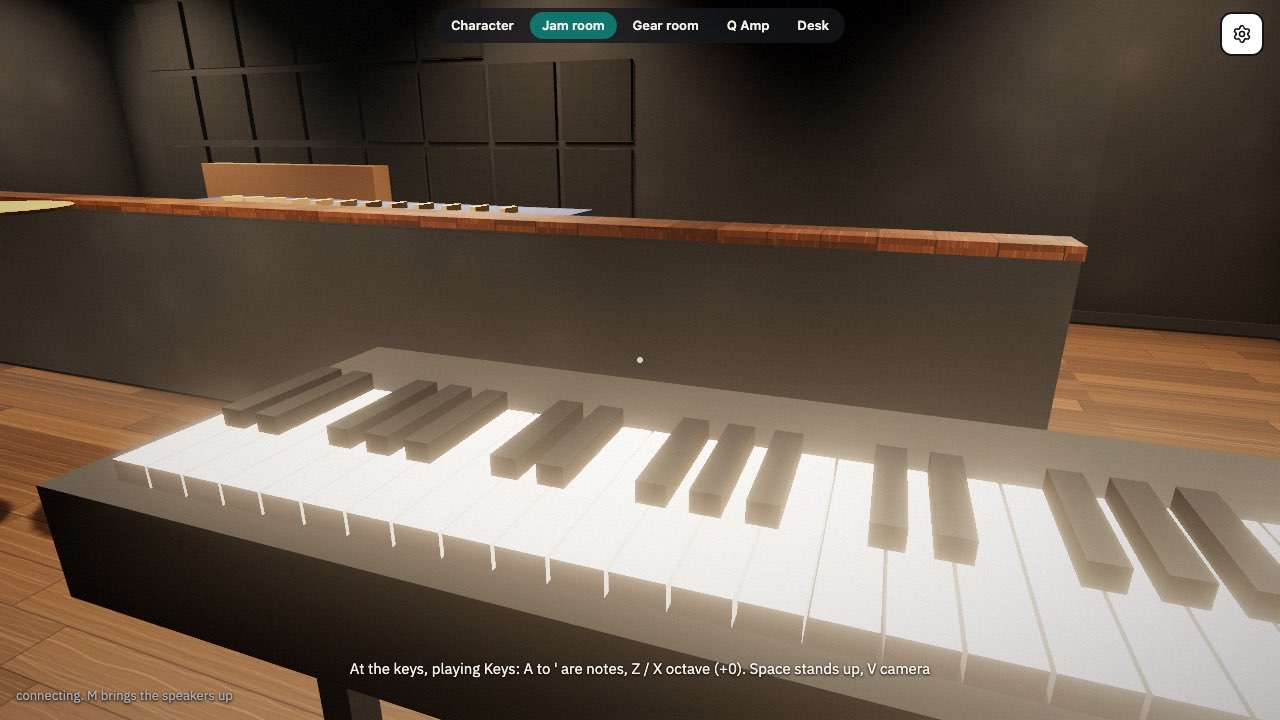 Character
Jam room
Gear room
Q Amp
Desk
At the keys, playing Keys: A to ' are notes, Z / X octave (+0). Space stands up, V camera
connecting. M brings the speakers up